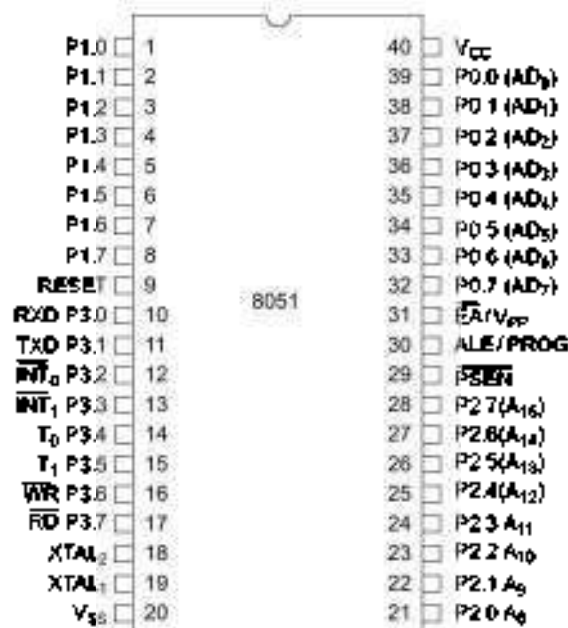 P1.0 1 40 VCC
P1.1 2 39 P0.0 (AD0)
P1.2 3 38 P0.1 (AD1)
P1.3 4 37 P0.2 (AD2)
P1.4 5 36 P0.3 (AD3)
P1.5 6 35 P0.4 (AD4)
P1.6 7 34 P0.5 (AD5)
P1.7 8 33 P0.6 (AD6)
RESET 9 32 P0.7 (AD7)
8051
RXD P3.0 10 31 EA/VPP
TXD P3.1 11 30 ALE/PROG
INT0 P3.2 12 29 PSEN
INT1 P3.3 13 28 P2.7(A15)
T0 P3.4 14 27 P2.6(A14)
T1 P3.5 15 26 P2.5(A13)
WR P3.6 16 25 P2.4(A12)
RD P3.7 17 24 P2.3 A11
XTAL2 18 23 P2.2 A10
XTAL1 19 22 P2.1 A9
VSS 20 21 P2.0 A8